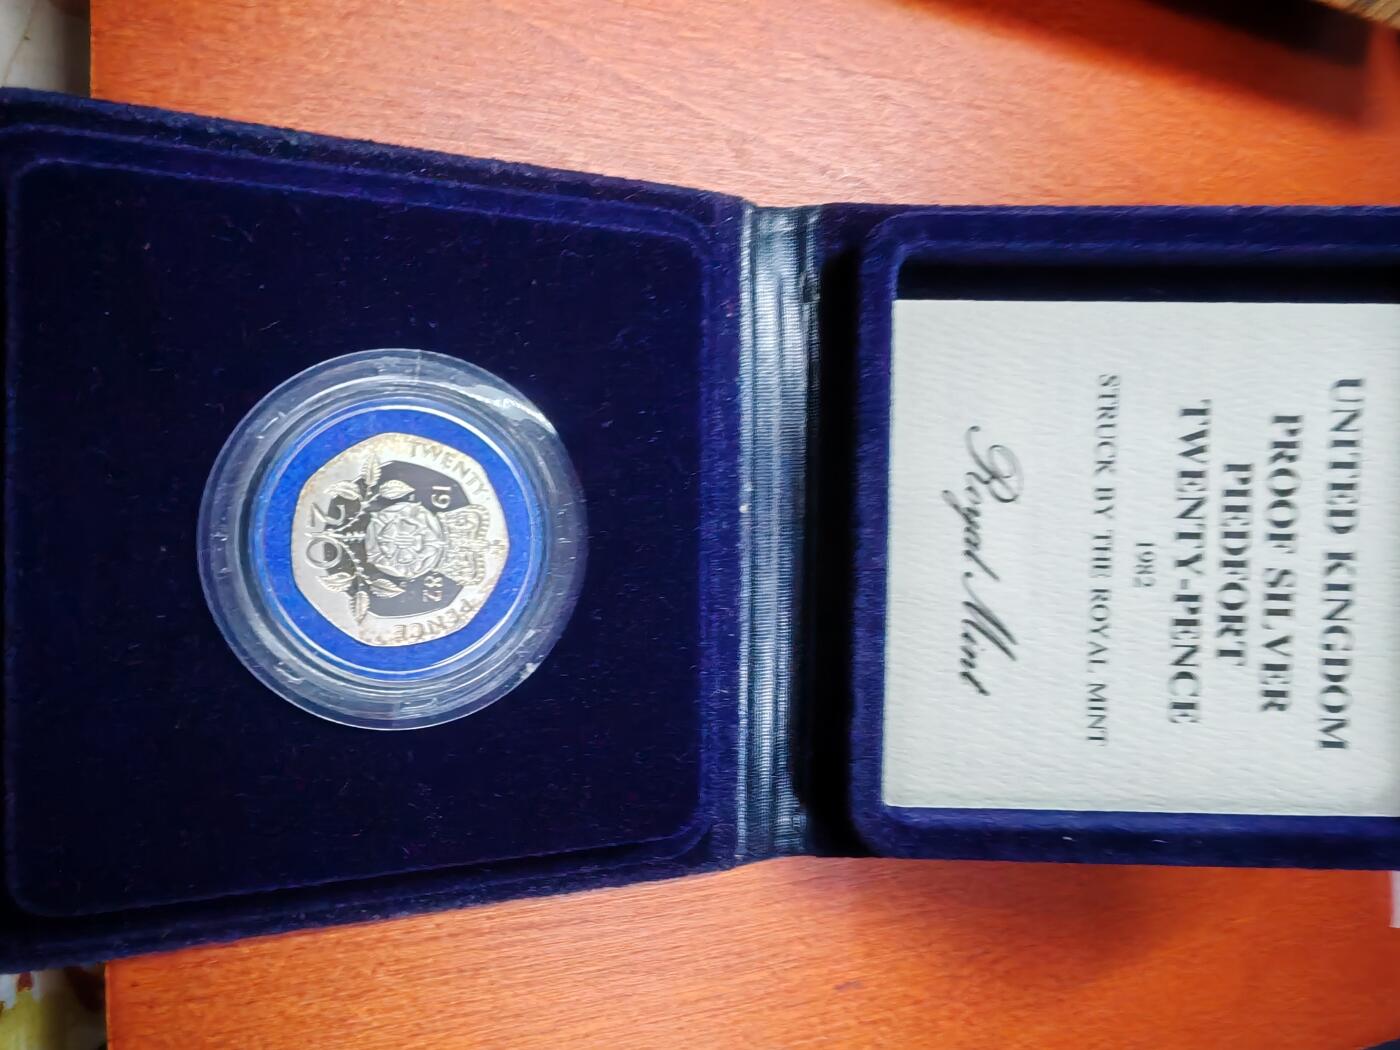 TWENTY PENCE
19 82
20
UNITED KINGDOM
PROOF SILVER
PIEDFORT
TWENTY-PENCE
1982
STRUCK BY THE ROYAL MINT
Royal Mint